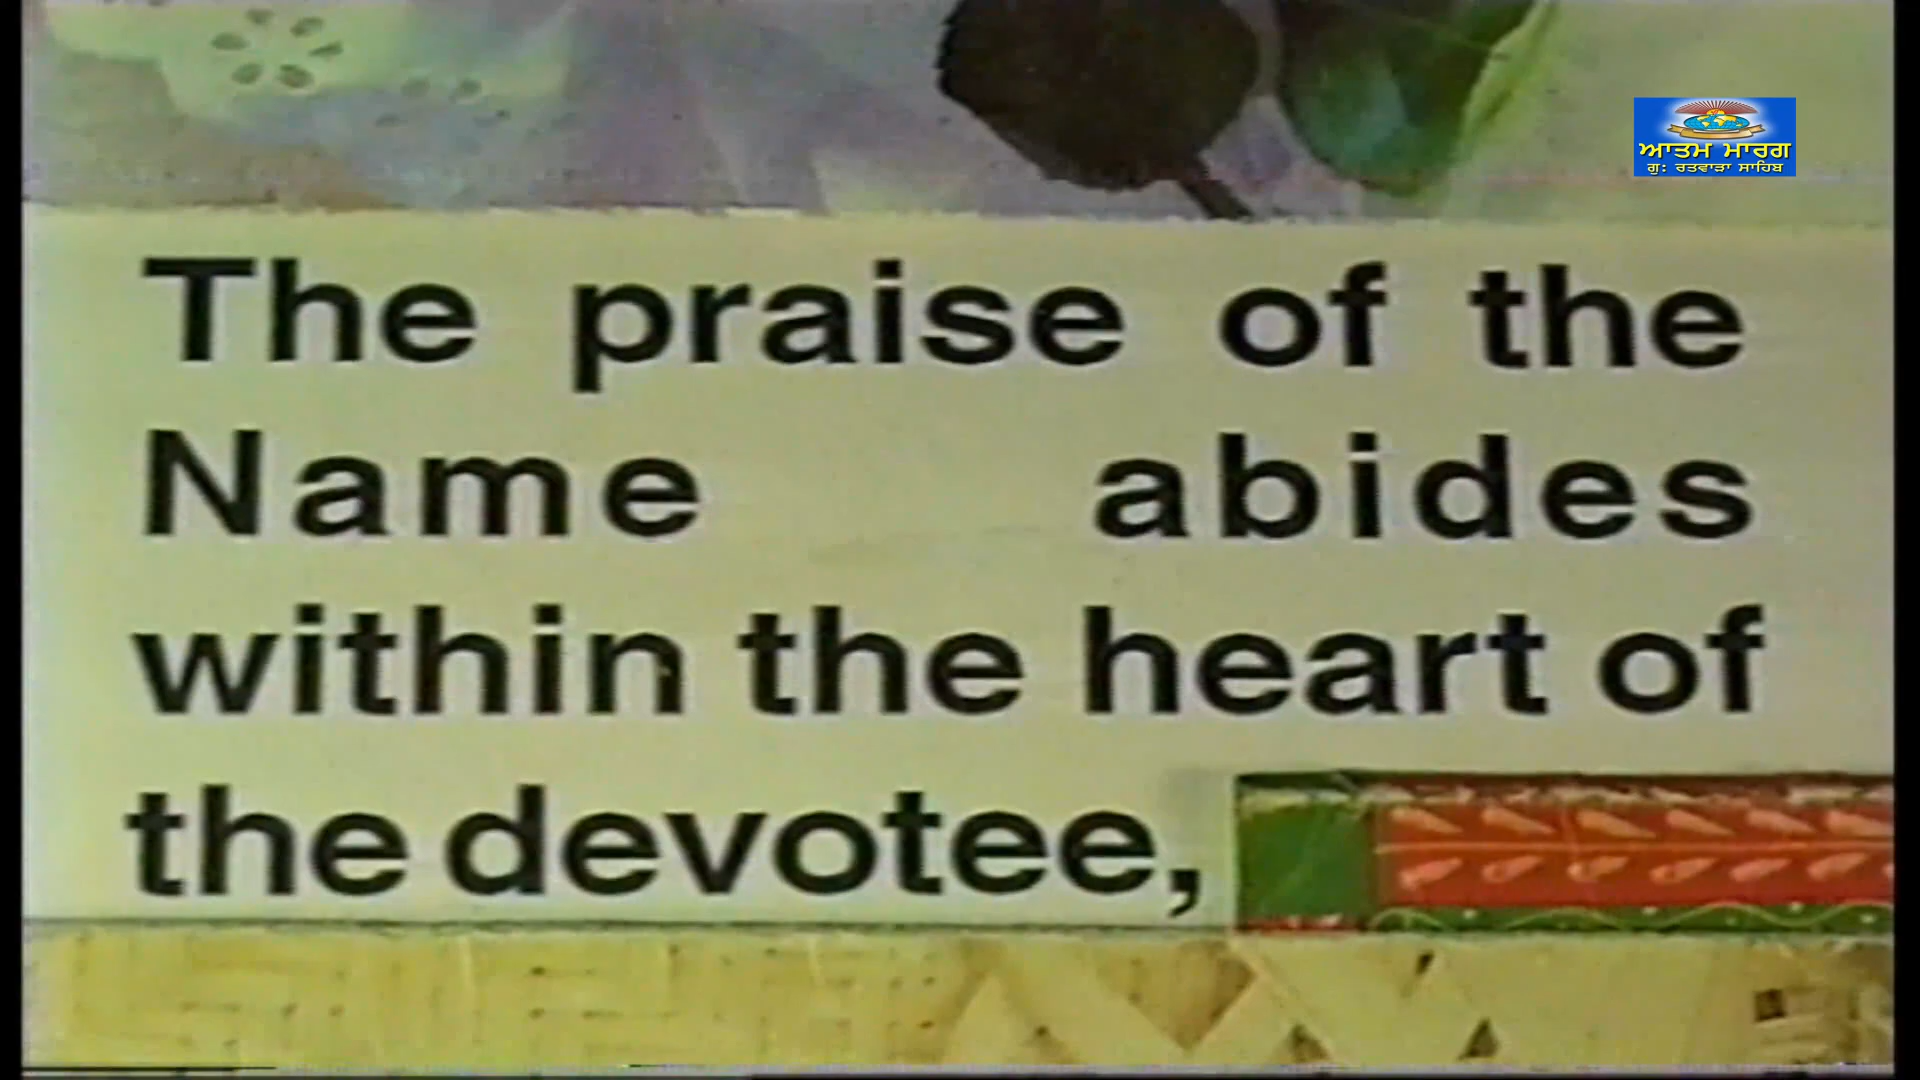 ਆਤਮ ਮਾਰਗ
ਗੁ: ਰਤਵਾੜਾ ਸਾਹਿਬ
The praise of the
Name abides
within the heart of
the devotee,